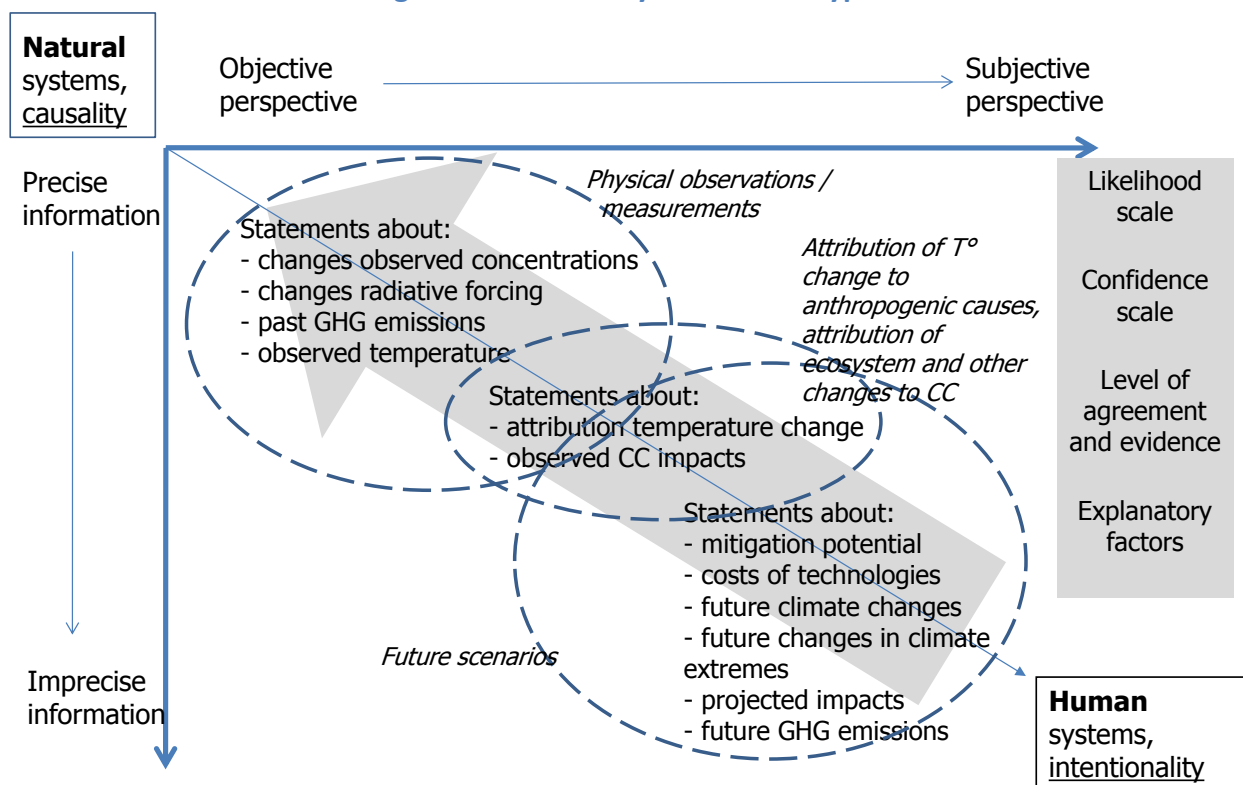 Natural
systems,
causality
Objective
perspective
Subjective
perspective
Precise
information
Physical observations /
measurements
Statements about:
- changes observed concentrations
- changes radiative forcing
- past GHG emissions
- observed temperature
Attribution of T°
change to
anthropogenic causes,
attribution of
ecosystem and other
changes to CC
Likelihood
scale
Confidence
scale
Level of
agreement
and evidence
Explanatory
factors
Statements about:
- attribution temperature change
- observed CC impacts
Statements about:
- mitigation potential
- costs of technologies
- future climate changes
- future changes in climate
extremes
- projected impacts
- future GHG emissions
Future scenarios
Imprecise
information
Human
systems,
intentionality